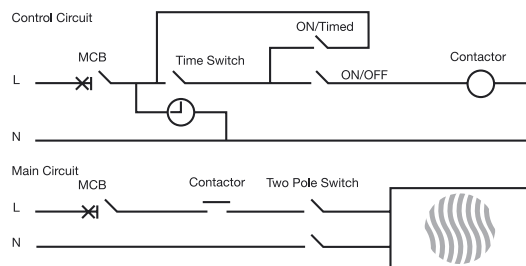 Control Circuit
ON/Timed
MCB
Time Switch
Contactor
L
ON/OFF
N
Main Circuit
MCB
Contactor
Two Pole Switch
L
N